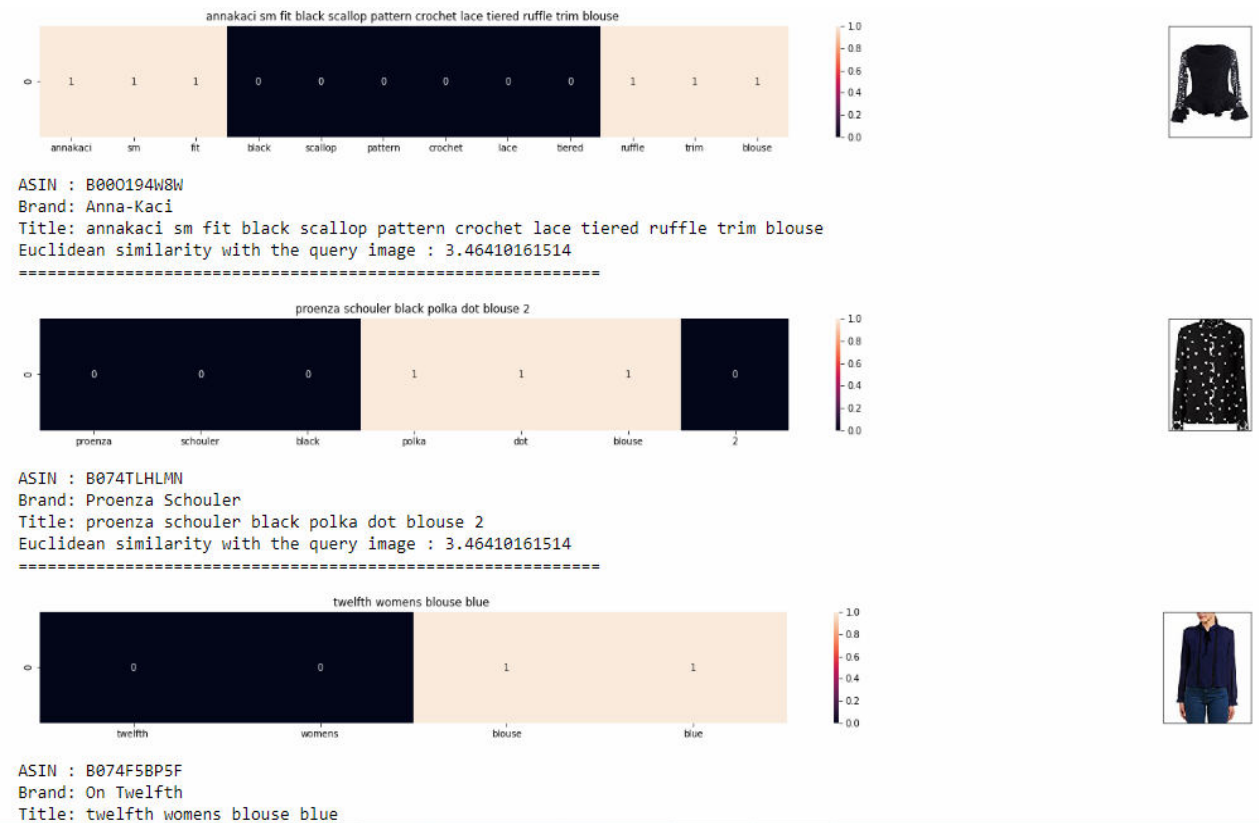 annakaci sm fit black scallop pattern crochet lace tiered ruffle trim blouse
1.0
0 1 1 1 0 0 0 0 0 0 1 1 1 0.8
0.6
0.4
0.2
0.0
annakaci sm fit black scallop pattern crochet lace tiered ruffle trim blouse
ASIN : B00O194W8W
Brand: Anna-Kaci
Title: annakaci sm fit black scallop pattern crochet lace tiered ruffle trim blouse
Euclidean similarity with the query image : 3.46410161514
============================================================
proenza schouler black polka dot blouse 2
1.0
0.8
0 0 0 0 1 1 1 0 0.6
0.4
0.2
0.0
proenza schouler black polka dot blouse 2
ASIN : B074TLHLMN
Brand: Proenza Schouler
Title: proenza schouler black polka dot blouse 2
Euclidean similarity with the query image : 3.46410161514
============================================================
twelfth womens blouse blue
1.0
0.8
0 0 0 1 1 0.6
0.4
0.2
0.0
twelfth womens blouse blue
ASIN : B074F5BP5F
Brand: On Twelfth
Title: twelfth womens blouse blue